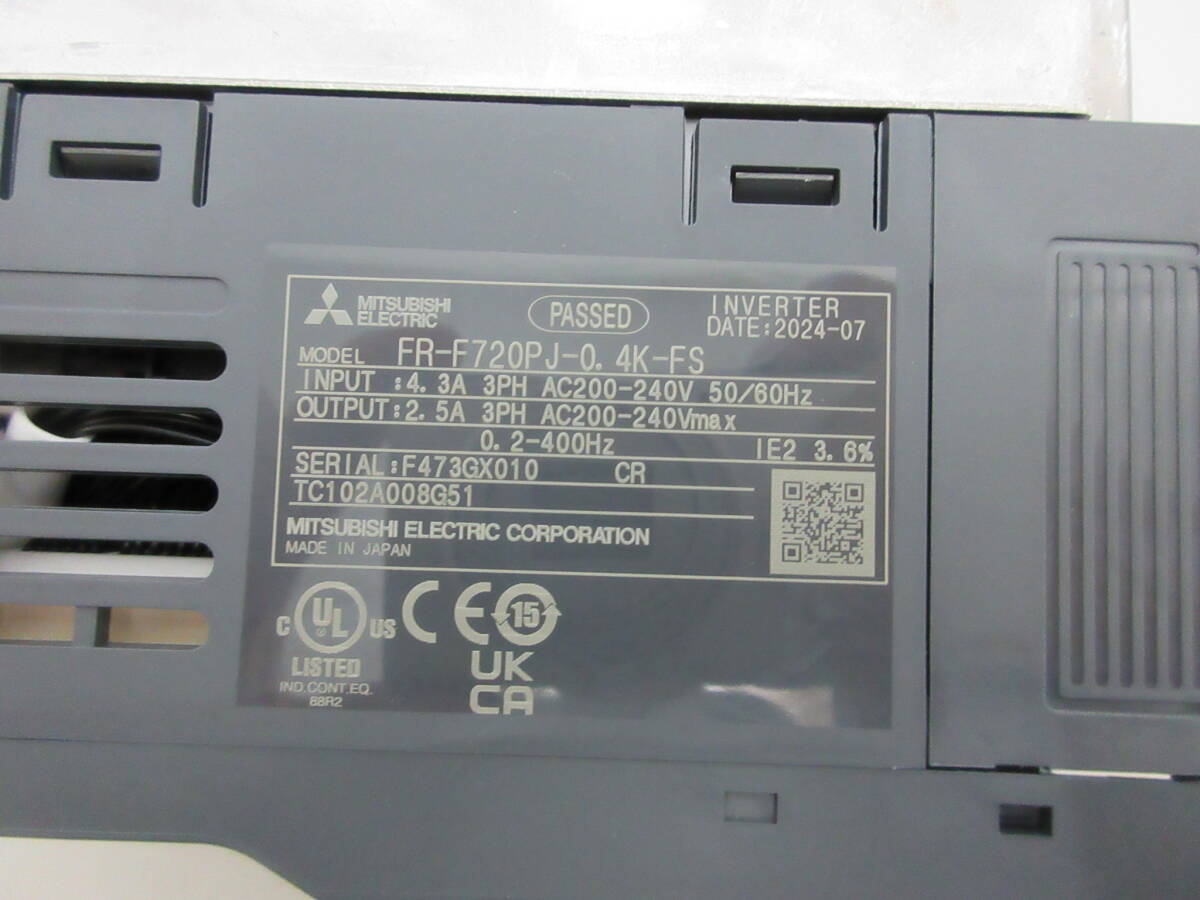 MITSUBISHI
ELECTRIC
PASSED
INVERTER
DATE:2024-07
MODEL FR-F720PJ-0.4K-FS
INPUT :4.3A 3PH AC200-240V 50/60Hz
OUTPUT:2.5A 3PH AC200-240Vmax
0.2-400Hz IE2 3.6%
SERIAL:F473GX010 CR
TC102A008G51
MITSUBISHI ELECTRIC CORPORATION
MADE IN JAPAN
C UL US CE 15
LISTED
IND.CONT.EQ.
88R2
UK
CA